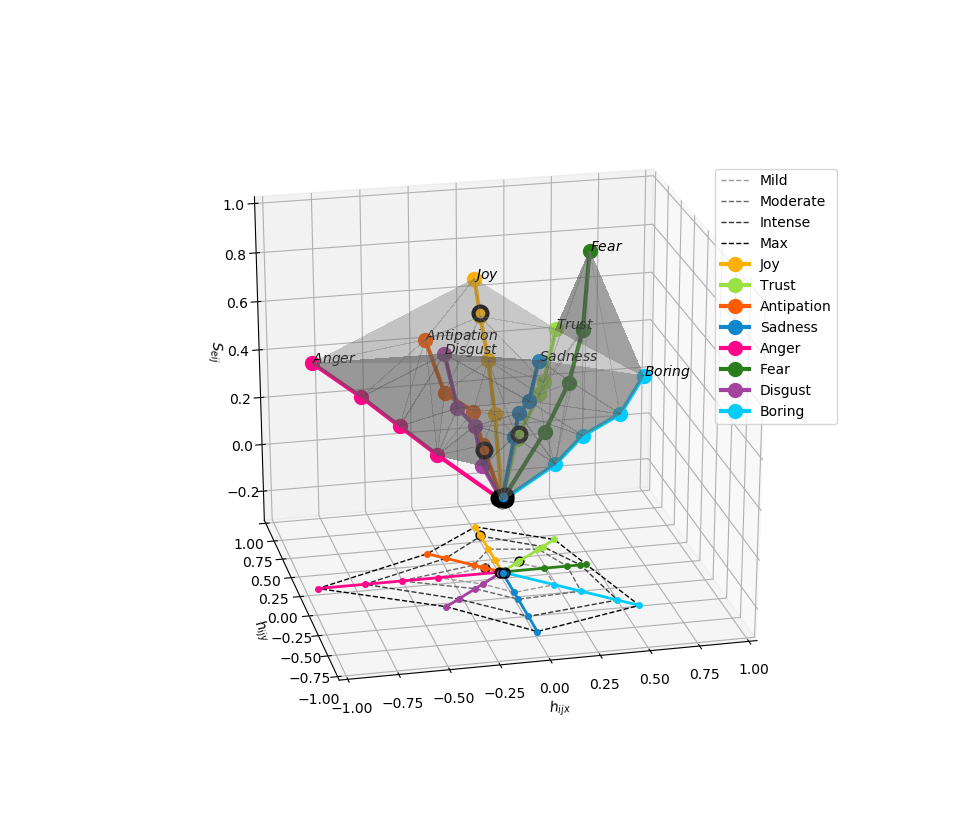 Mild
Moderate
Intense
Max
Joy
Trust
Antipation
Sadness
Anger
Fear
Disgust
Boring
Fear
Joy
Trust
Antipation
Disgust
Sadness
Anger
Boring
1.0
0.8
0.6
0.4
0.2
0.0
−0.2
S_eij
1.00
0.75
0.50
0.25
0.00
−0.25
−0.50
−0.75
−1.00
h_ijy
−1.00
−0.75
−0.50
−0.25
0.00
0.25
0.50
0.75
1.00
h_ijx